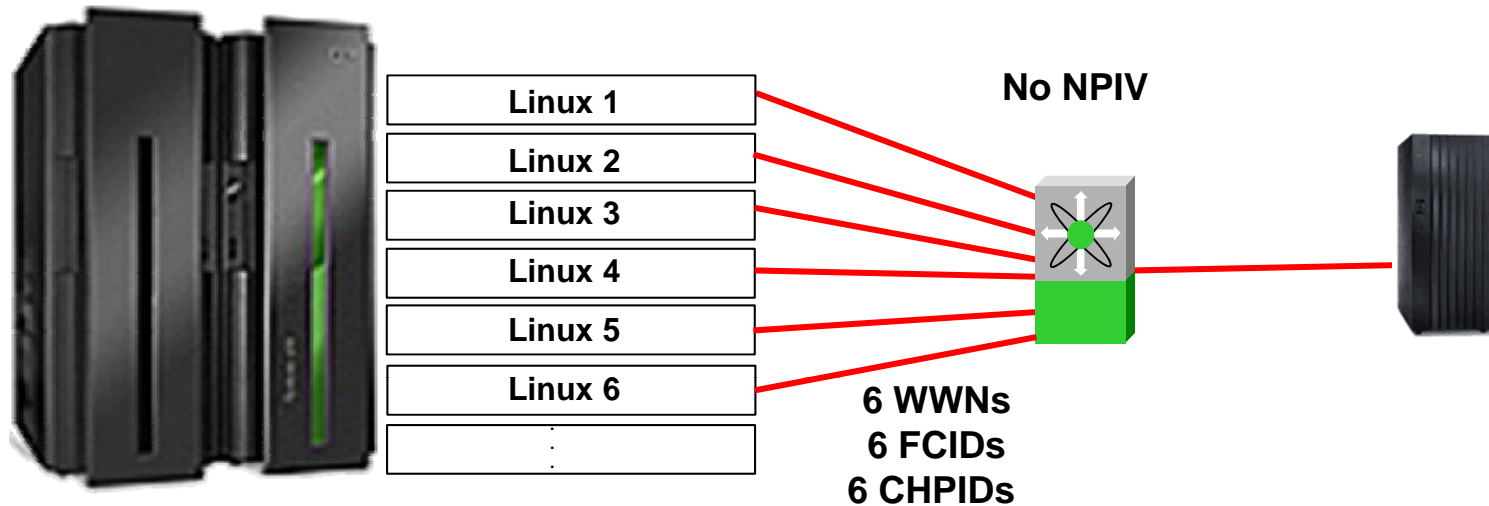 Linux 1
Linux 2
Linux 3
Linux 4
Linux 5
Linux 6
.
.
.
No NPIV
6 WWNs
6 FCIDs
6 CHPIDs